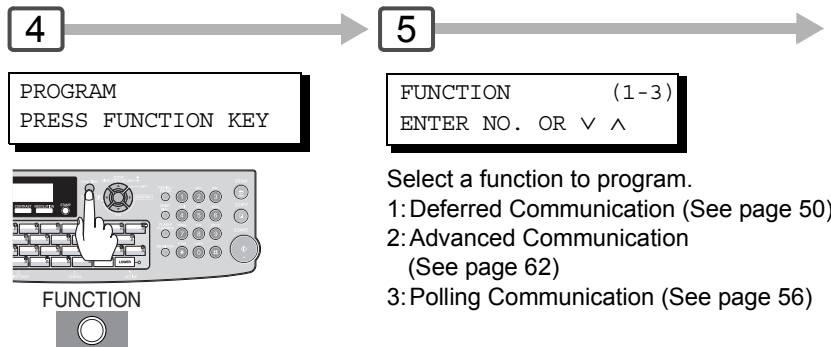 4
PROGRAM
PRESS FUNCTION KEY
FUNCTION
5
FUNCTION (1-3)
ENTER NO. OR ∨ ∧
Select a function to program.
1:Deferred Communication (See page 50)
2:Advanced Communication
(See page 62)
3:Polling Communication (See page 56)